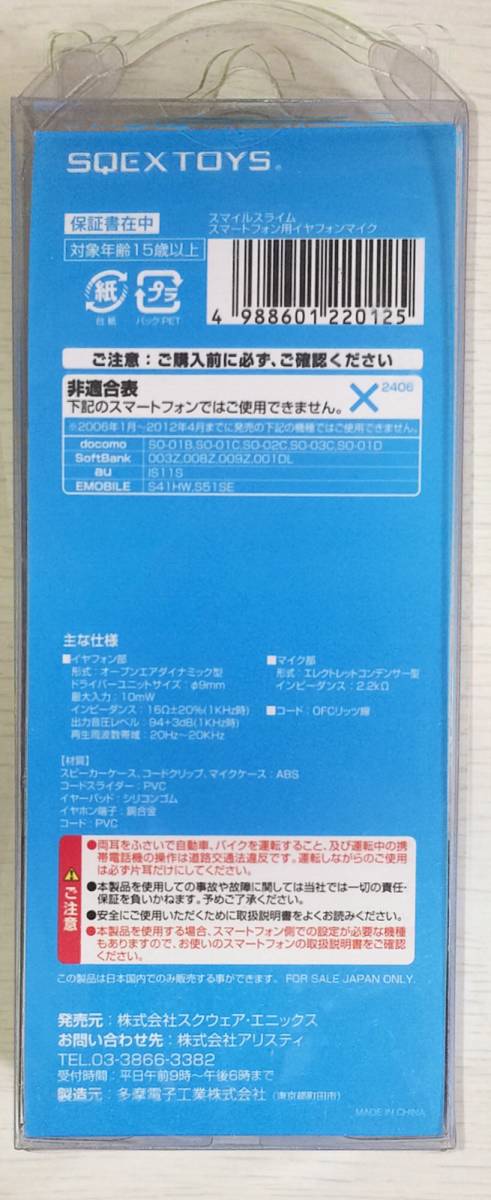 SQEX TOYS®
保証書在中
対象年齢15歳以上
スマイルスライム
スマートフォン用イヤフォンマイク
紙
プラ
台紙
パック:PET
4 988601 220125
ご注意:ご購入前に必ず、ご確認ください
非適合表
下記のスマートフォンではご使用できません。
2406
※2006年1月〜2012年4月までに発売の下記の機種ではご使用できません。
docomo SO-01B,SO-01C,SO-02C,SO-03C,SO-01D
SoftBank 003Z,008Z,009Z,001DL
au IS11S
EMOBILE S41HW,S51SE
主な仕様
■イヤフォン部
形式:オープンエアダイナミック型
ドライバーユニットサイズ:φ9mm
最大入力:10mW
インピーダンス:16Ω±20%(1KHz時)
出力音圧レベル:94+3dB(1KHz時)
再生周波数帯域:20Hz〜20KHz
■マイク部
形式:エレクトレットコンデンサー型
インピーダンス:2.2kΩ
■コード:OFCリッツ線
【材質】
スピーカーケース、コードクリップ、マイクケース:ABS
コードスライダー:PVC
イヤーパッド:シリコンゴム
イヤホン端子:銅合金
コード:PVC
ご注意
●両耳をふさいで自動車、バイクを運転すること、及び運転中の携
帯電話機の操作は道路交通法違反です。運転しながらのご使用
は必ず片耳だけにしてください。
●本製品を使用しての事故や故障に関しては当社では一切の責任・
保証を負いかねます。予めご了承ください。
●安全にご使用いただくために取扱説明書をよくお読みください。
●本製品を使用する場合、スマートフォン側での設定が必要な機種
もありますので、お使いのスマートフォンの取扱説明書をご確認
ください。
この製品は日本国内でのみ販売する事ができます。 FOR SALE JAPAN ONLY.
発売元:株式会社スクウェア・エニックス
お問い合わせ先:株式会社アリスティ
TEL.03-3866-3382
受付時間:平日午前9時〜午後6時まで
製造元:多摩電子工業株式会社(東京都町田市)
MADE IN CHINA